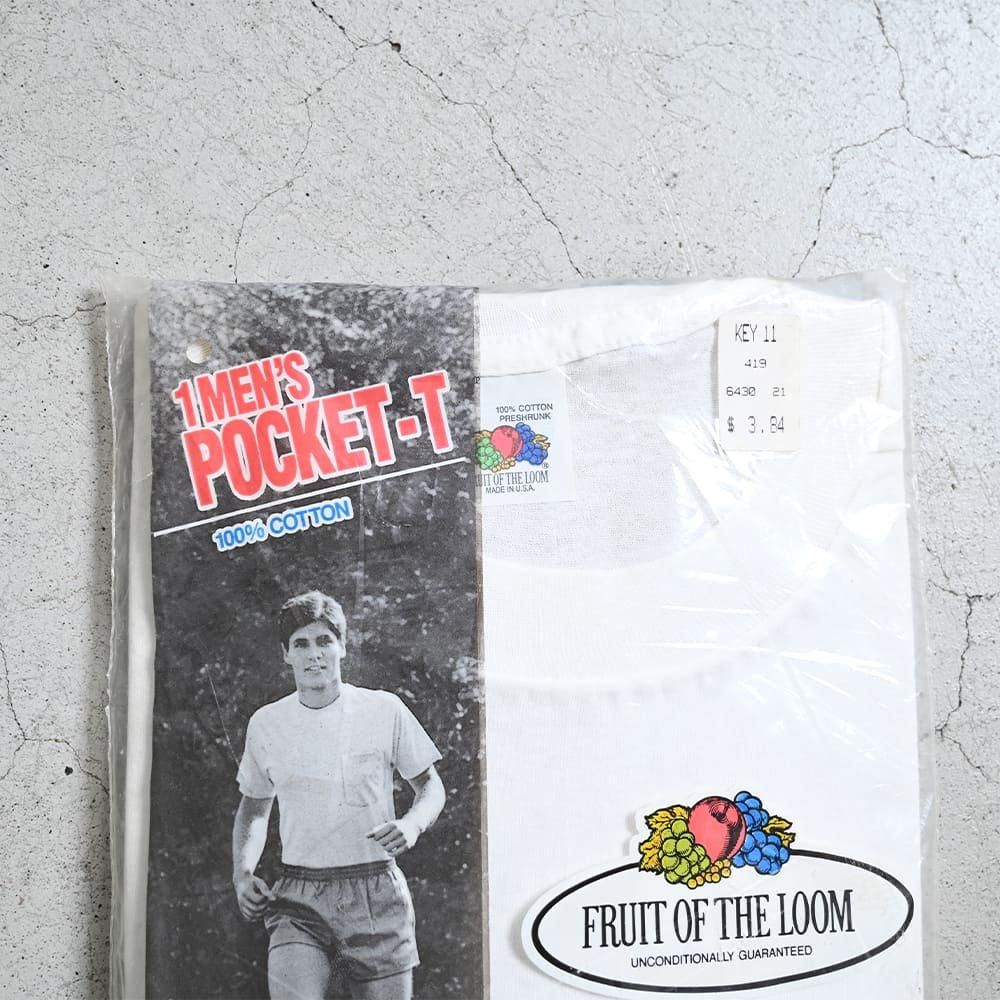 1 MEN'S
POCKET-T
100% COTTON
100% COTTON
PRESHRUNK
UIT OF THE LOOM
®
MADE IN U.S.A.
KEY 11
419
6430 21
$ 3.84
FRUIT OF THE LOOM
UNCONDITIONALLY GUARANTEED